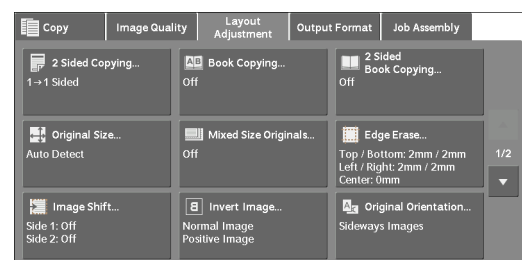 Copy
Image Quality
Layout
Adjustment
Output Format
Job Assembly
2 Sided Copying...
1→1 Sided
AB Book Copying...
Off
2 Sided
Book Copying...
Off
Original Size...
Auto Detect
Mixed Size Originals...
Off
Edge Erase...
Top / Bottom: 2mm / 2mm
Left / Right: 2mm / 2mm
Center: 0mm
1/2
Image Shift...
Side 1: Off
Side 2: Off
Invert Image...
Normal Image
Positive Image
Original Orientation...
Sideways Images